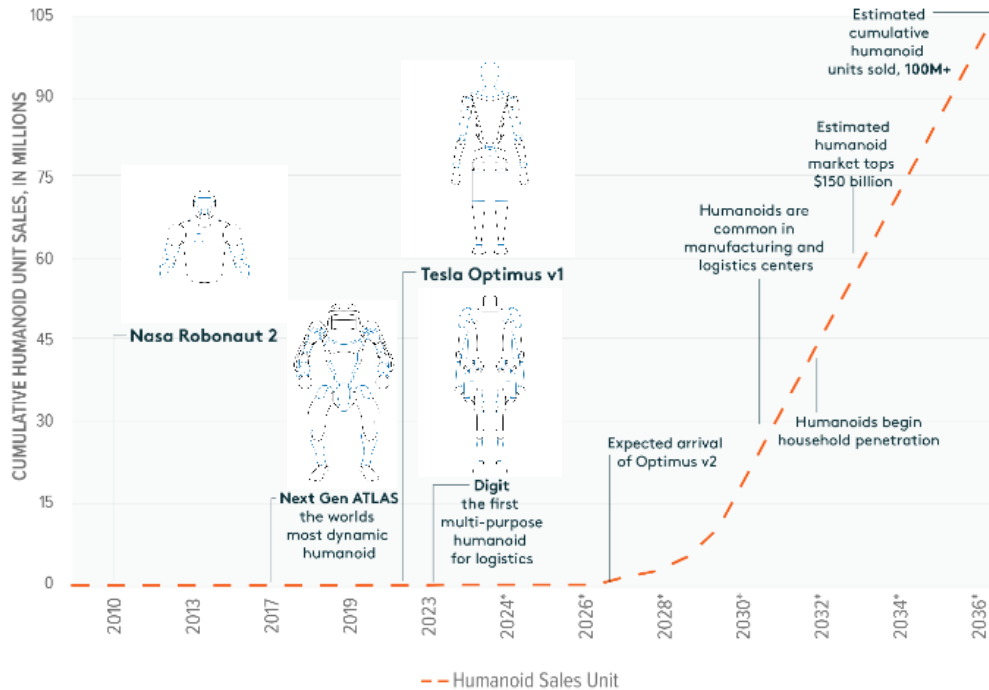 CUMULATIVE HUMANOID UNIT SALES, IN MILLIONS
105
90
75
60
45
30
15
0
Nasa Robonaut 2
Next Gen ATLAS
the worlds
most dynamic
humanoid
Tesla Optimus v1
Digit
the first
multi-purpose
humanoid
for logistics
Expected arrival
of Optimus v2
Humanoids are
common in
manufacturing and
logistics centers
Humanoids begin
household penetration
Estimated
humanoid
market tops
$150 billion
Estimated
cumulative
humanoid
units sold, 100M+
2010
2013
2017
2019
2023
2024*
2026*
2028*
2030*
2032*
2034*
2036*
Humanoid Sales Unit